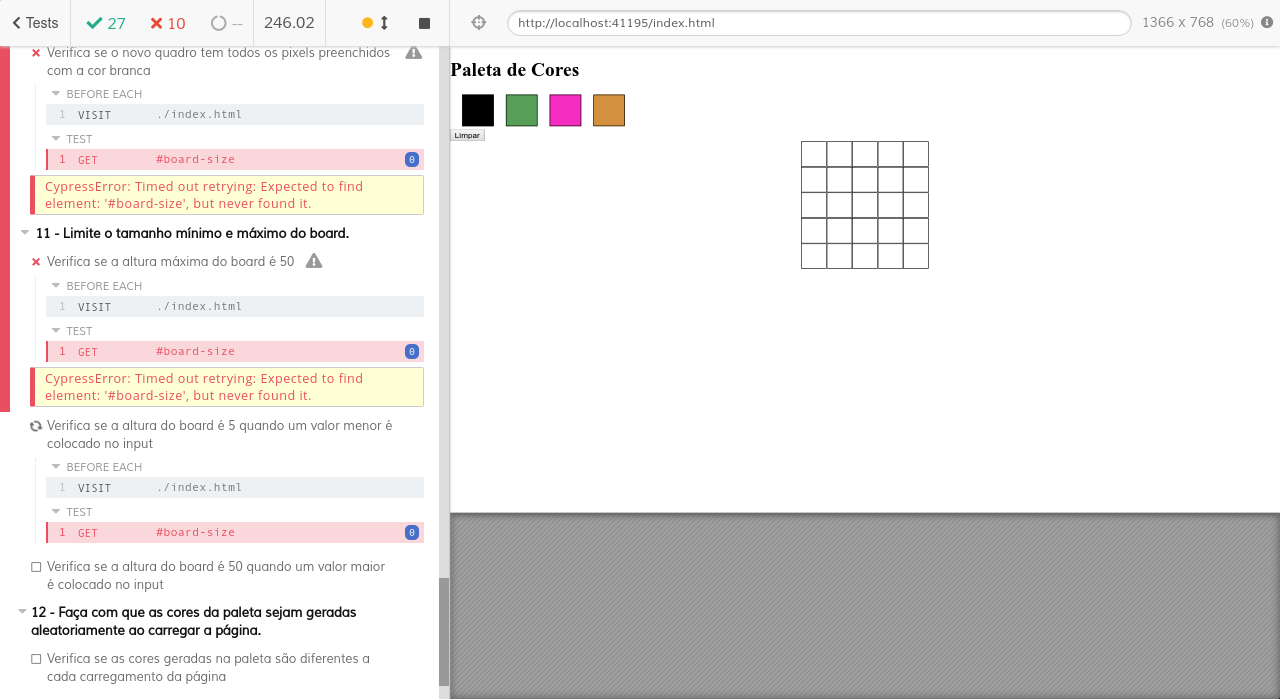 Tests 27 10 -- 246.02 http://localhost:41195/index.html 1366 x 768 (60%)
Verifica se o novo quadro tem todos os pixels preenchidos
com a cor branca
BEFORE EACH
1 VISIT ./index.html
TEST
1 GET #board-size 0
CypressError: Timed out retrying: Expected to find
element: '#board-size', but never found it.
11 - Limite o tamanho mínimo e máximo do board.
Verifica se a altura máxima do board é 50
BEFORE EACH
1 VISIT ./index.html
TEST
1 GET #board-size 0
CypressError: Timed out retrying: Expected to find
element: '#board-size', but never found it.
Verifica se a altura do board é 5 quando um valor menor é
colocado no input
BEFORE EACH
1 VISIT ./index.html
TEST
1 GET #board-size 0
Verifica se a altura do board é 50 quando um valor maior
é colocado no input
12 - Faça com que as cores da paleta sejam geradas
aleatoriamente ao carregar a página.
Verifica se as cores geradas na paleta são diferentes a
cada carregamento da página
Paleta de Cores
Limpar